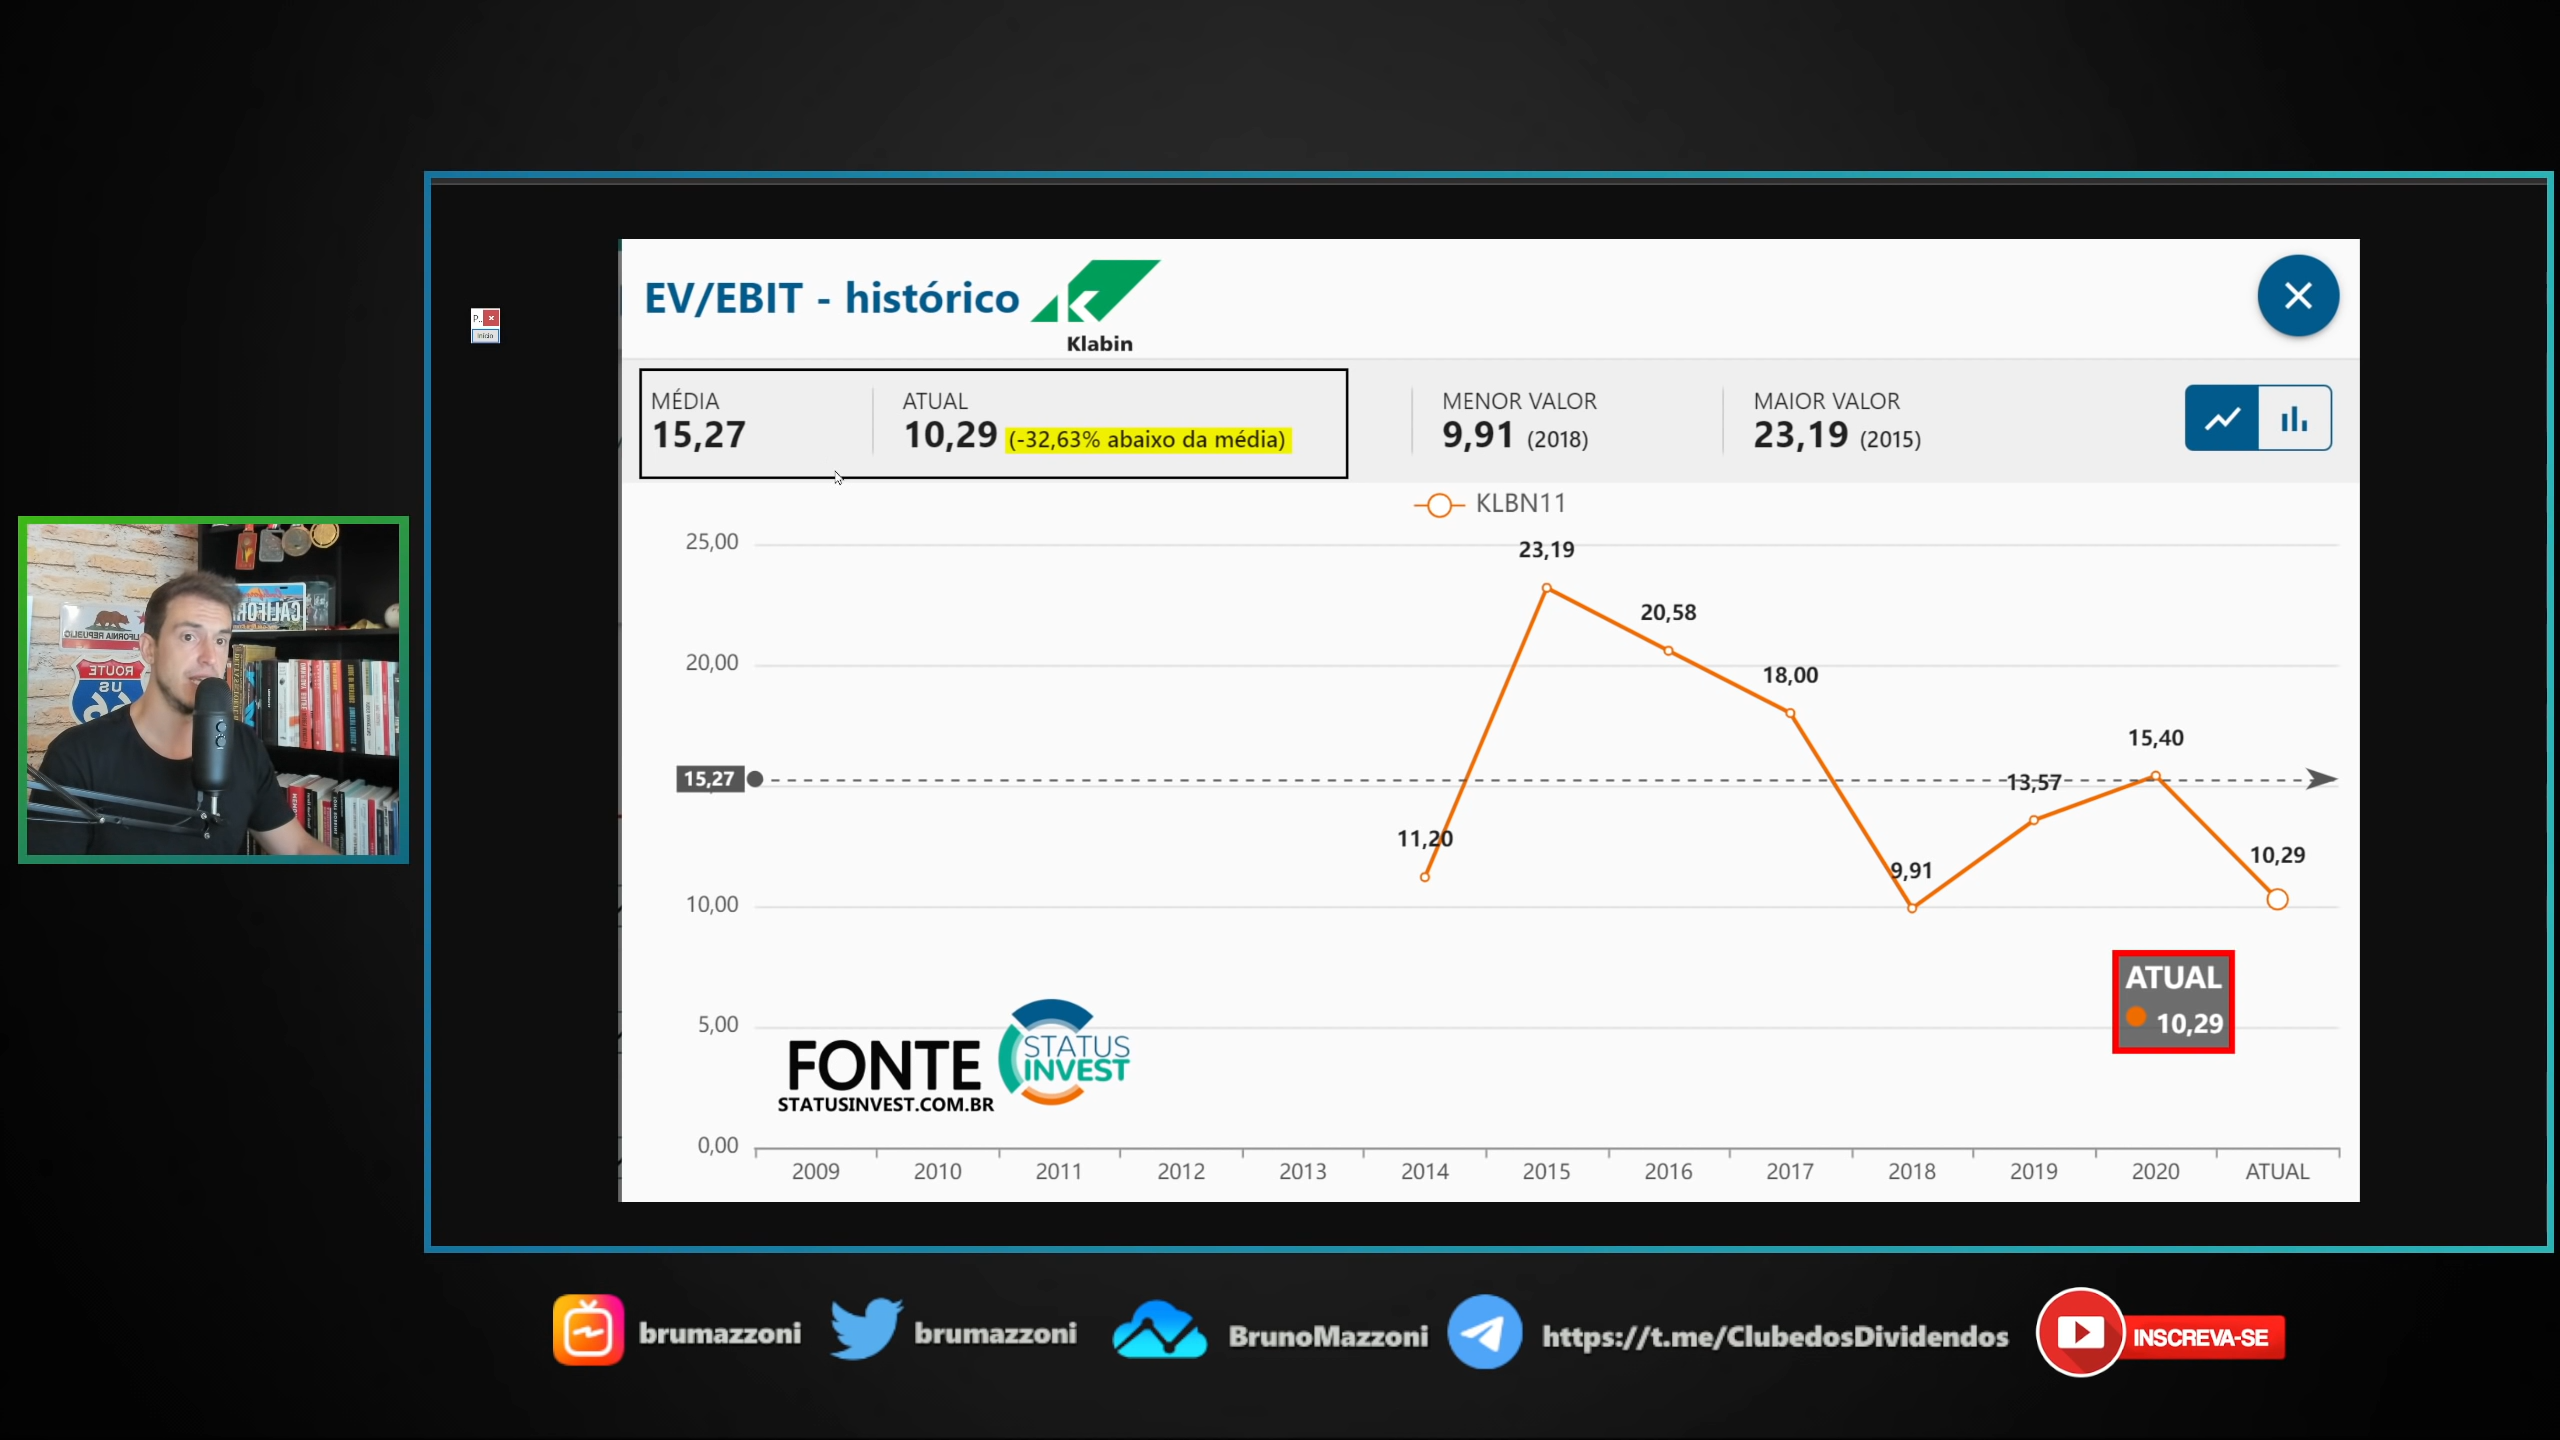 EV/EBIT - histórico
Klabin
MÉDIA
15,27
ATUAL
10,29 (-32,63% abaixo da média)
MENOR VALOR
9,91 (2018)
MAIOR VALOR
23,19 (2015)
KLBN11
25,00
20,00
15,27
10,00
5,00
0,00
11,20
23,19
20,58
18,00
9,91
13,57
15,40
10,29
ATUAL
10,29
FONTE
STATUSINVEST.COM.BR
STATUS
INVEST
2009 2010 2011 2012 2013 2014 2015 2016 2017 2018 2019 2020 ATUAL
P..
Início
ROUTE
US
66
brumazzoni
brumazzoni
BrunoMazzoni
https://t.me/ClubedosDividendos
INSCREVA-SE